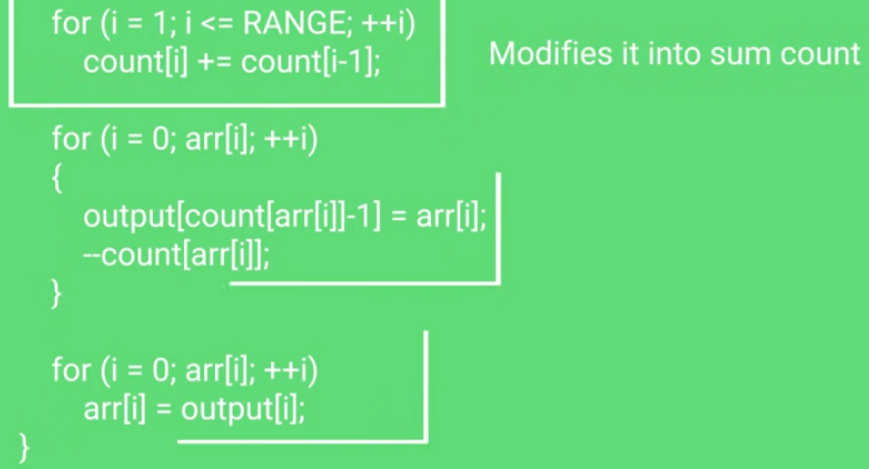 for (i = 1; i <= RANGE; ++i)
count[i] += count[i-1];
Modifies it into sum count
for (i = 0; arr[i]; ++i)
{
output[count[arr[i]]-1] = arr[i];
--count[arr[i]];
}
for (i = 0; arr[i]; ++i)
arr[i] = output[i];
}